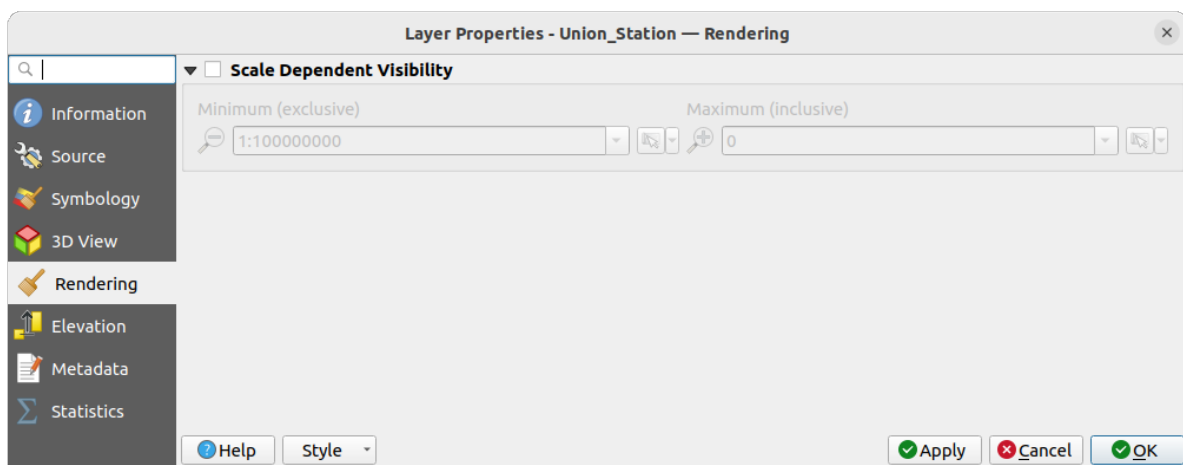 Layer Properties - Union_Station — Rendering
Scale Dependent Visibility
Information
Minimum (exclusive)
Maximum (inclusive)
1:100000000
0
Source
Symbology
3D View
Rendering
Elevation
Metadata
Statistics
Help
Style
Apply
Cancel
OK